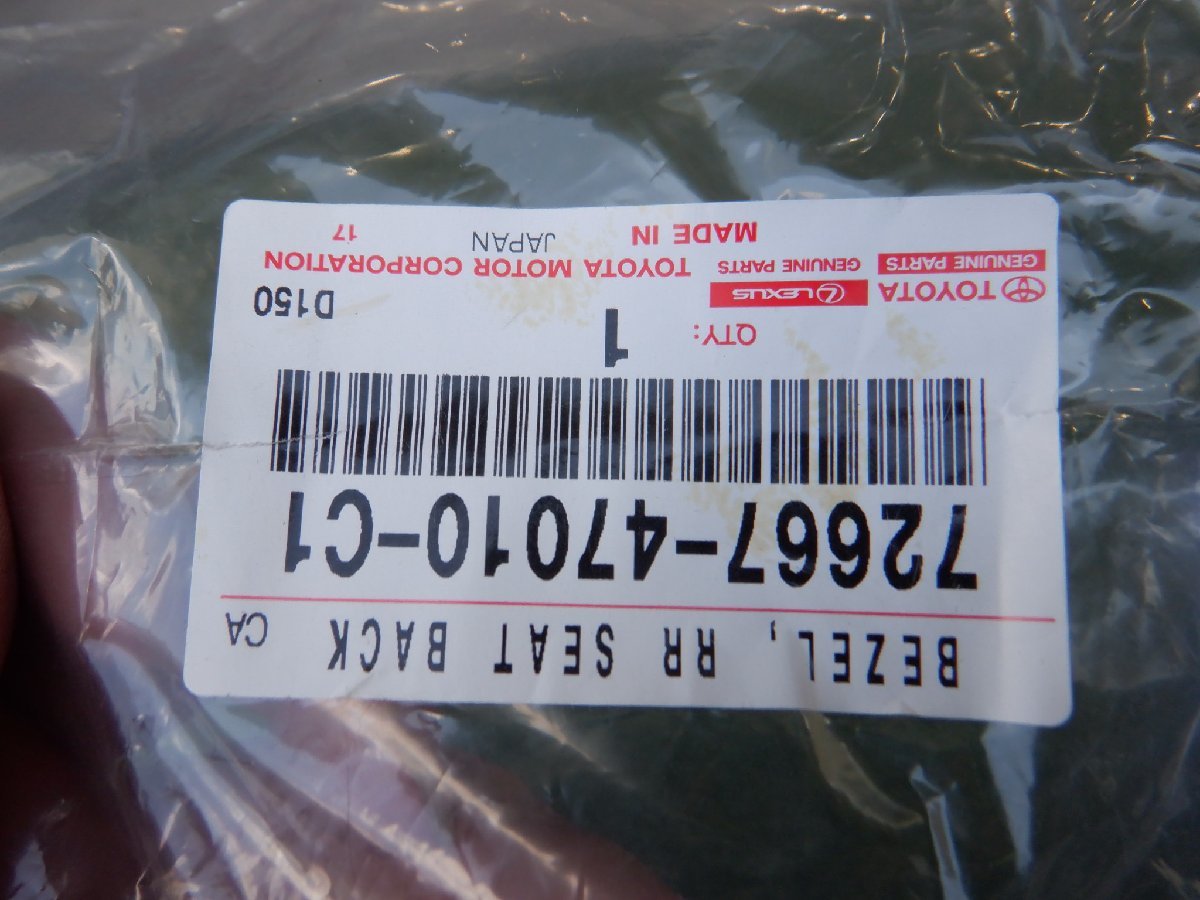 BEZEL, RR SEAT BACK CA
72667-47010-C1
QTY: 1
TOYOTA LEXUS D150
GENUINE PARTS GENUINE PARTS TOYOTA MOTOR CORPORATION
MADE IN JAPAN 17